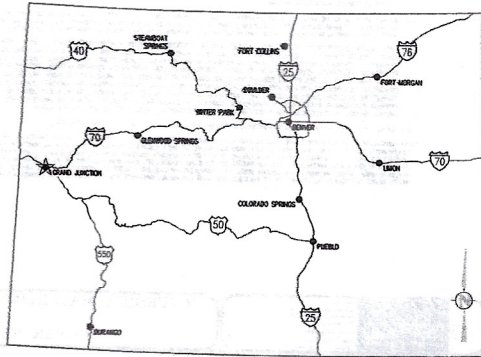 STEAMBOAT
SPRINGS
FORT COLLINS
40
25
76
BOULDER
FORT MORGAN
WINTER PARK
DENVER
70
GLENWOOD SPRINGS
LIMON
70
GRAND JUNCTION
COLORADO SPRINGS
50
PUEBLO
550
25
DURANGO